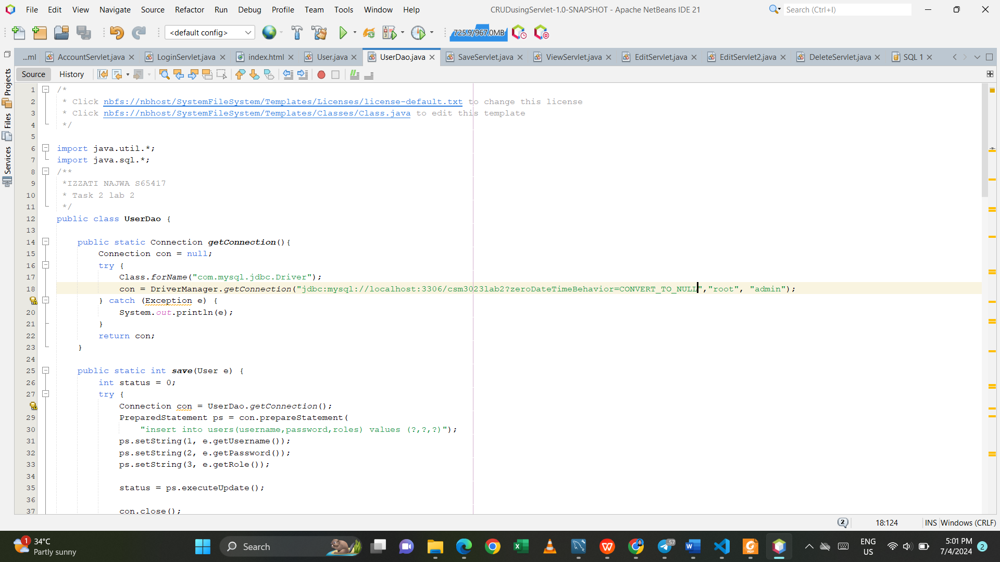 File Edit View Navigate Source Refactor Run Debug Profile Team Tools Window Help
CRUDusingServlet-1.0-SNAPSHOT - Apache NetBeans IDE 21
Search (Ctrl+I)
<default config>
725.9/967.0MB
...ml AccountServlet.java LoginServlet.java index.html User.java UserDao.java SaveServlet.java ViewServlet.java EditServlet.java EditServlet2.java DeleteServlet.java SQL 1
Source History
Projects
Files
Services
1 /*
2 * Click nbfs://nbhost/SystemFileSystem/Templates/Licenses/license-default.txt to change this license
3 * Click nbfs://nbhost/SystemFileSystem/Templates/Classes/Class.java to edit this template
4 */
5
6 import java.util.*;
7 import java.sql.*;
8 /**
9 *IZZATI NAJWA S65417
10 * Task 2 lab 2
11 */
12 public class UserDao {
13
14 public static Connection getConnection(){
15 Connection con = null;
16 try {
17 Class.forName("com.mysql.jdbc.Driver");
18 con = DriverManager.getConnection("jdbc:mysql://localhost:3306/csm3023lab2?zeroDateTimeBehavior=CONVERT_TO_NULL","root", "admin");
} catch (Exception e) {
20 System.out.println(e);
21 }
22 return con;
23 }
24
25 public static int save(User e) {
26 int status = 0;
27 try {
Connection con = UserDao.getConnection();
29 PreparedStatement ps = con.prepareStatement(
30 "insert into users(username,password,roles) values (?,?,?)");
31 ps.setString(1, e.getUsername());
32 ps.setString(2, e.getPassword());
33 ps.setString(3, e.getRole());
34
35 status = ps.executeUpdate();
36
37 con.close();
2 18:124 INS Windows (CRLF)
1 34°C
Partly sunny
Search
57
ENG
US
5:01 PM
7/4/2024
2